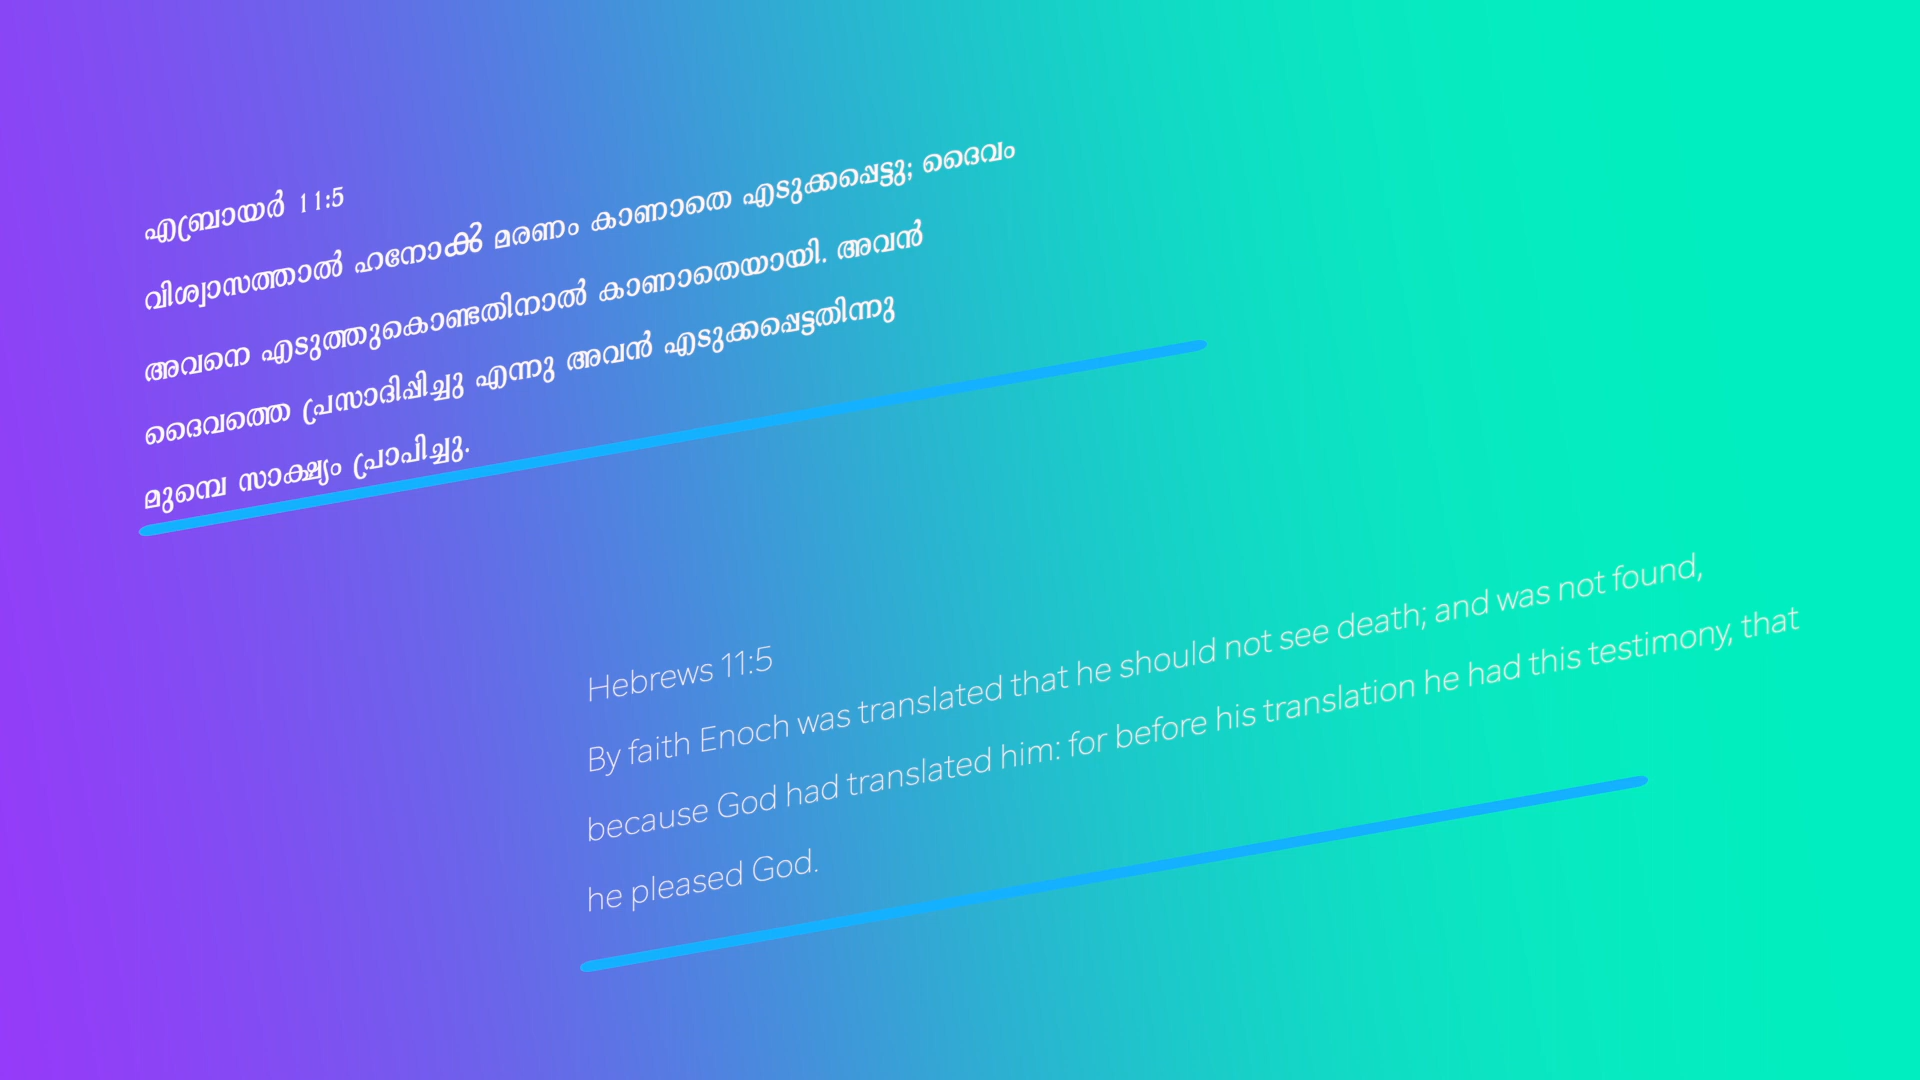 എബ്രായർ 11:5
വിശ്വാസത്താൽ ഹനോക്ക് മരണം കാണാതെ എടുക്കപ്പെട്ടു; ദൈവം
അവനെ എടുത്തുകൊണ്ടതിനാൽ കാണാതെയായി. അവൻ
ദൈവത്തെ പ്രസാദിപ്പിച്ചു എന്നു അവൻ എടുക്കപ്പെട്ടതിന്നു
മുമ്പെ സാക്ഷ്യം പ്രാപിച്ചു.
Hebrews 11:5
By faith Enoch was translated that he should not see death; and was not found,
because God had translated him: for before his translation he had this testimony, that
he pleased God.